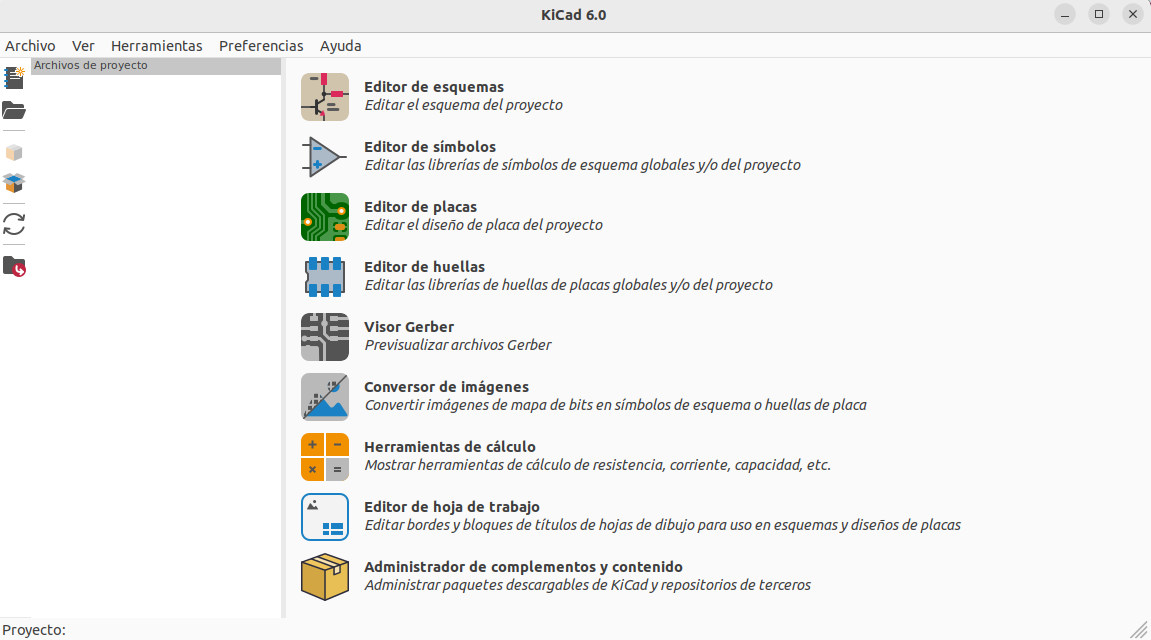 KiCad 6.0
Archivo Ver Herramientas Preferencias Ayuda
Archivos de proyecto
Editor de esquemas
Editar el esquema del proyecto
Editor de símbolos
Editar las librerías de símbolos de esquema globales y/o del proyecto
Editor de placas
Editar el diseño de placa del proyecto
Editor de huellas
Editar las librerías de huellas de placas globales y/o del proyecto
Visor Gerber
Previsualizar archivos Gerber
Conversor de imágenes
Convertir imágenes de mapa de bits en símbolos de esquema o huellas de placa
Herramientas de cálculo
Mostrar herramientas de cálculo de resistencia, corriente, capacidad, etc.
Editor de hoja de trabajo
Editar bordes y bloques de títulos de hojas de dibujo para uso en esquemas y diseños de placas
Administrador de complementos y contenido
Administrar paquetes descargables de KiCad y repositorios de terceros
Proyecto: